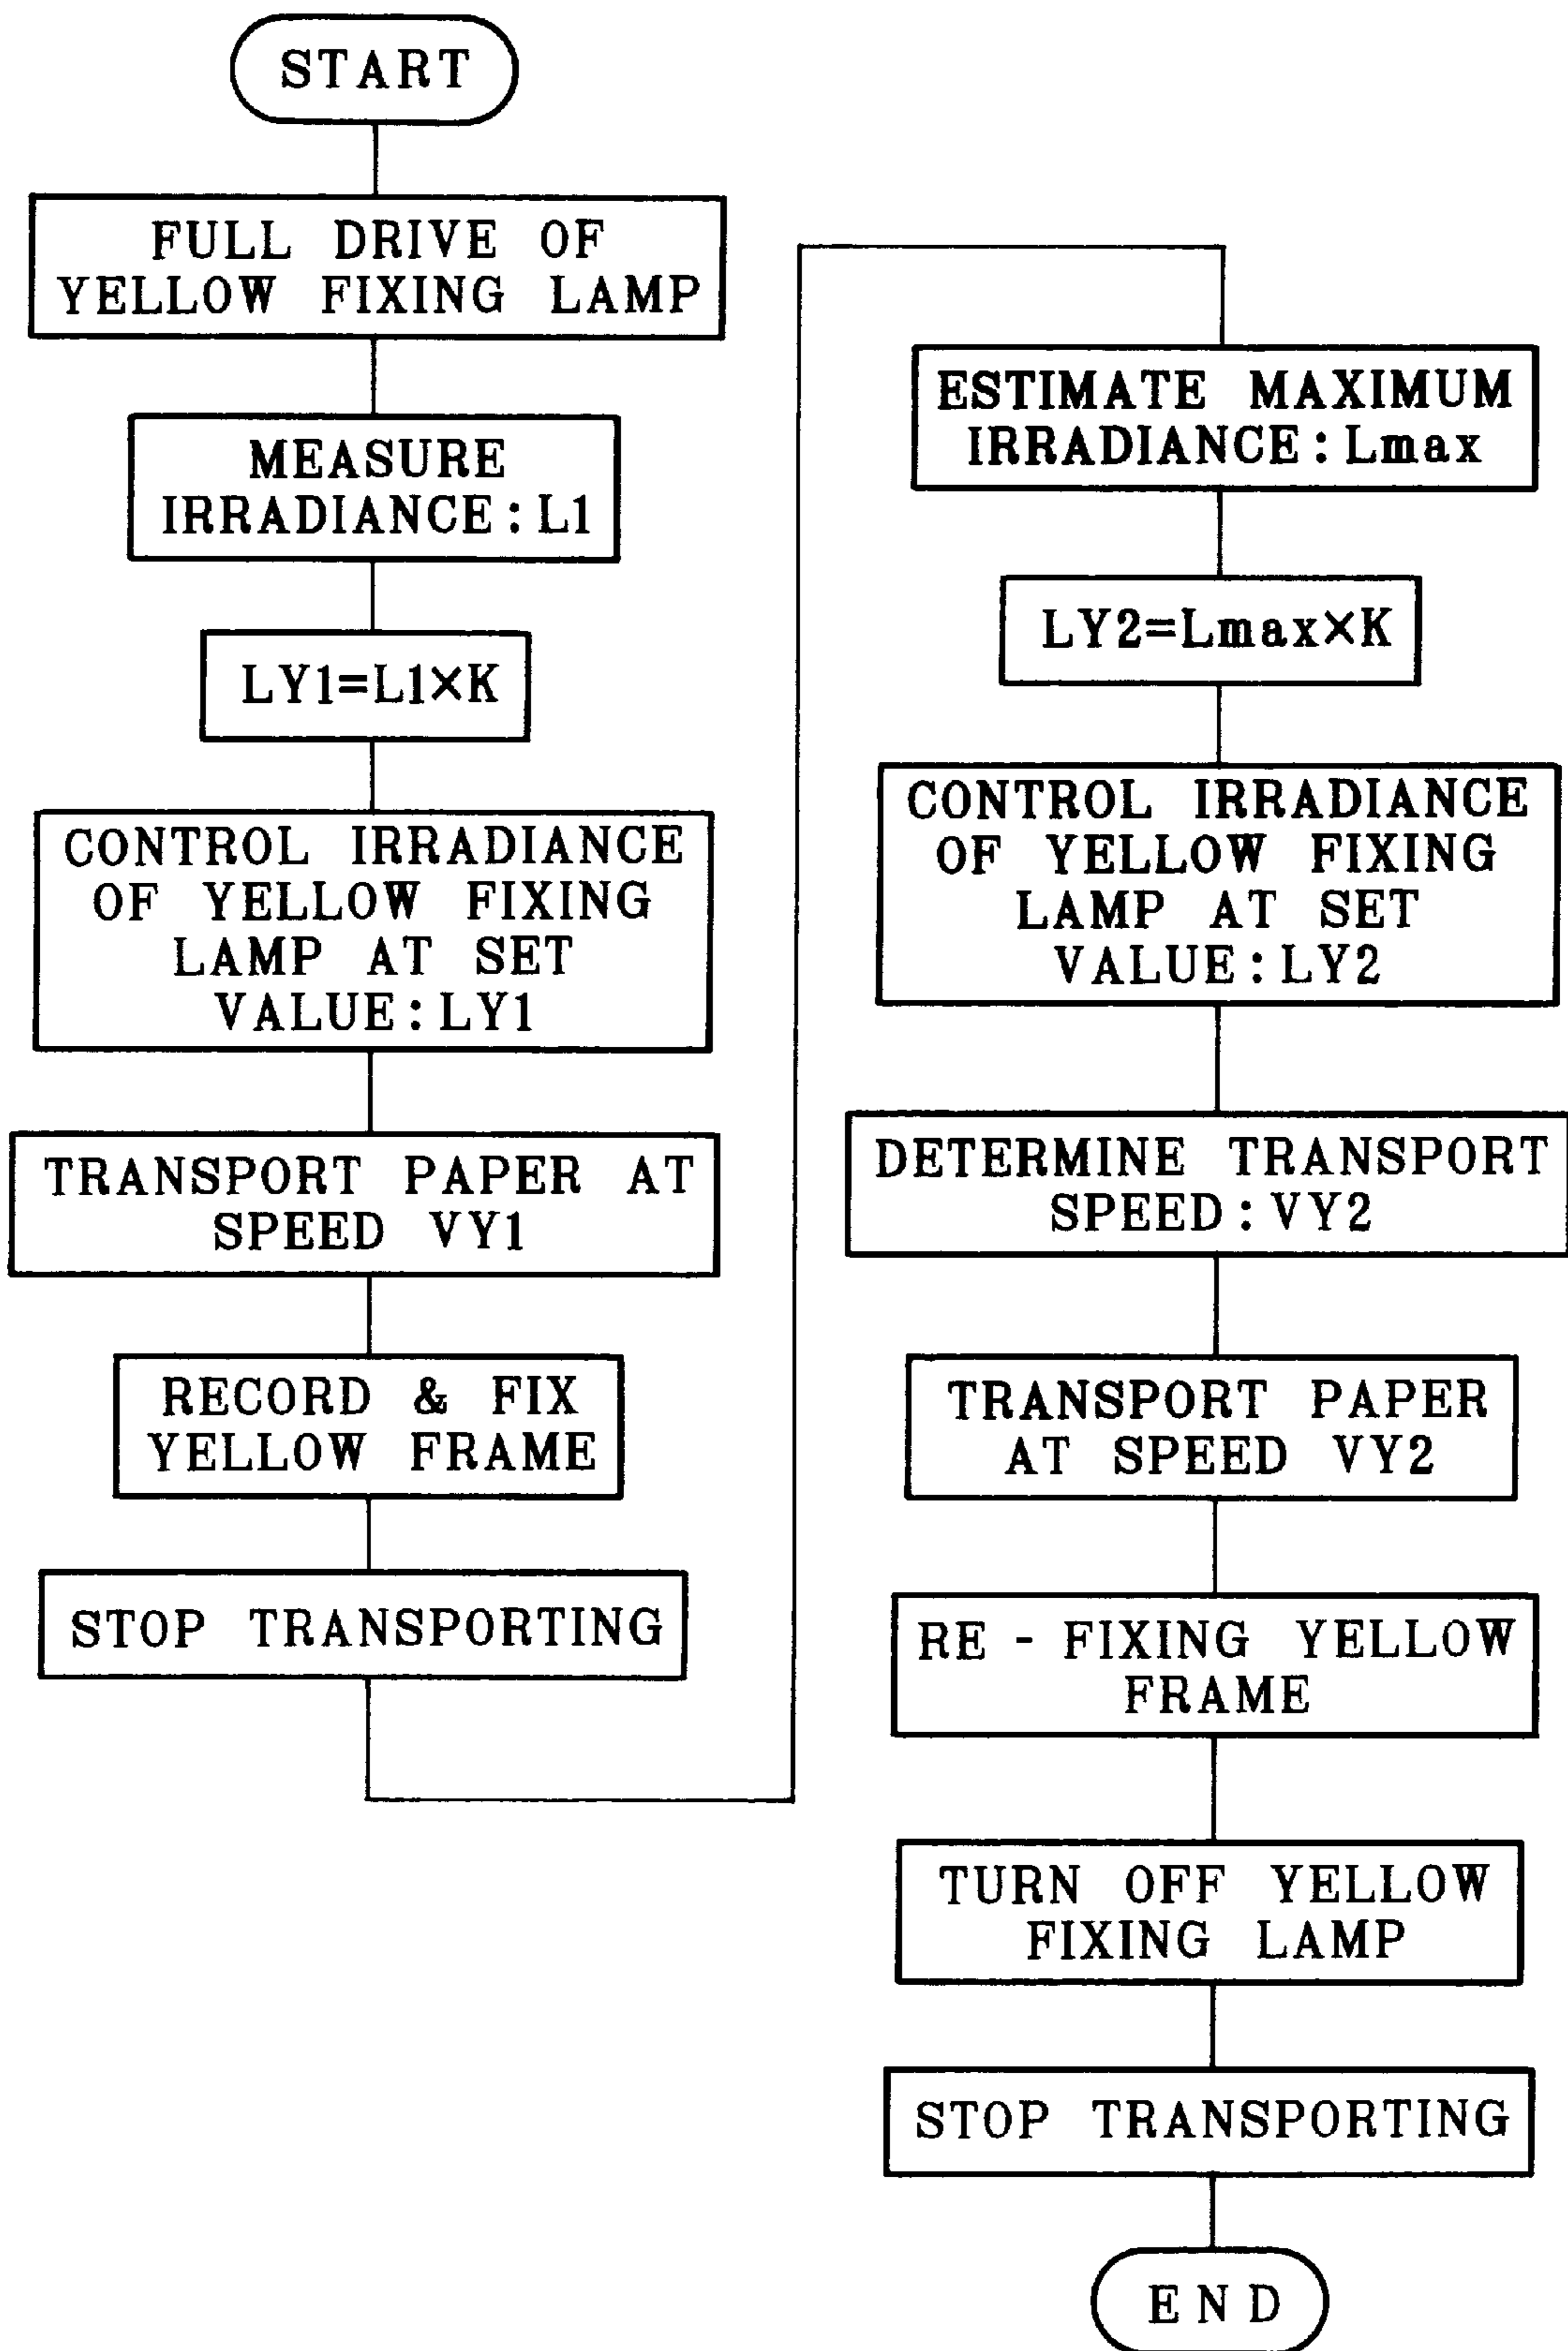 START
FULL DRIVE OF
YELLOW FIXING LAMP
MEASURE
IRRADIANCE:L1
LY1=L1×K
CONTROL IRRADIANCE
OF YELLOW FIXING
LAMP AT SET
VALUE:LY1
TRANSPORT PAPER AT
SPEED VY1
RECORD & FIX
YELLOW FRAME
STOP TRANSPORTING
ESTIMATE MAXIMUM
IRRADIANCE:Lmax
LY2=Lmax×K
CONTROL IRRADIANCE
OF YELLOW FIXING
LAMP AT SET
VALUE:LY2
DETERMINE TRANSPORT
SPEED:VY2
TRANSPORT PAPER
AT SPEED VY2
RE - FIXING YELLOW
FRAME
TURN OFF YELLOW
FIXING LAMP
STOP TRANSPORTING
END